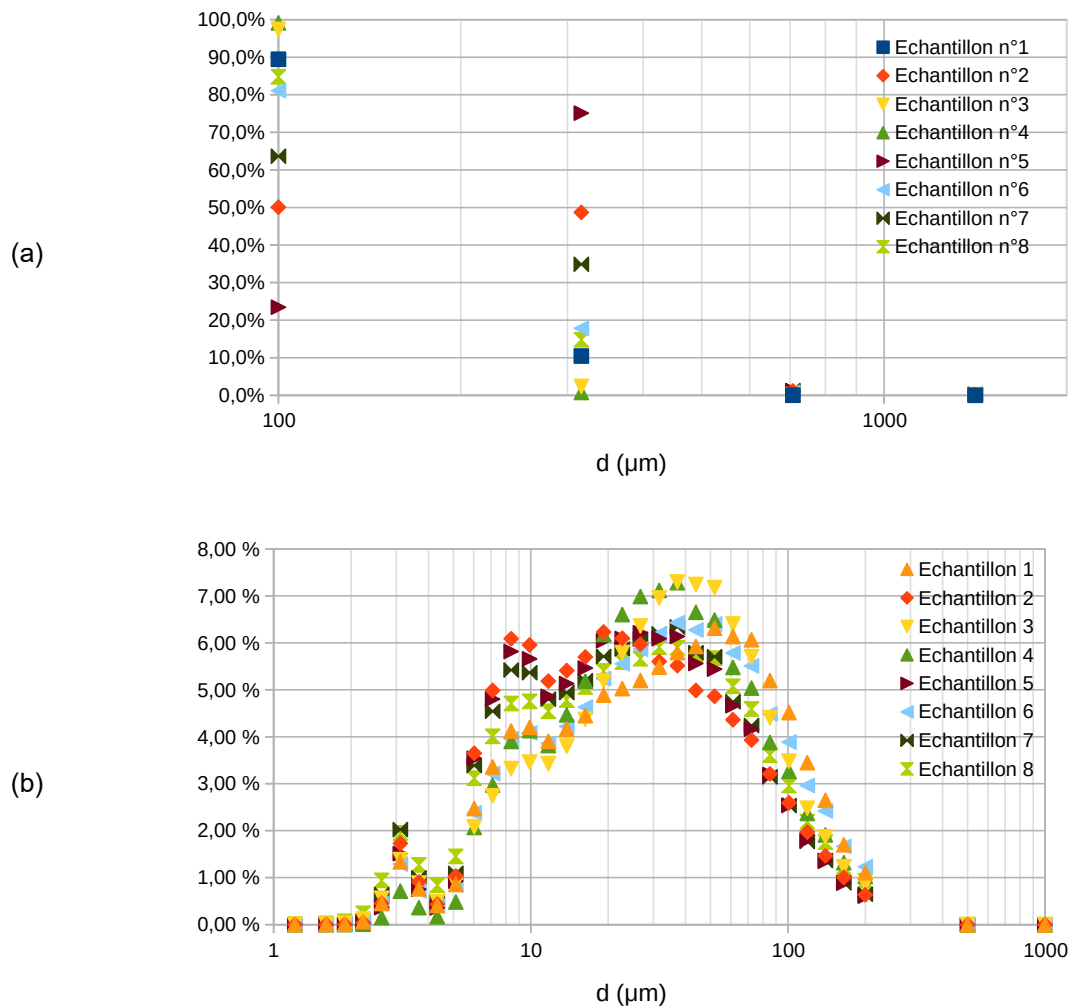 (a)
100,0%
90,0%
80,0%
70,0%
60,0%
50,0%
40,0%
30,0%
20,0%
10,0%
0,0%
100
1000
d (μm)
Echantillon n°1
Echantillon n°2
Echantillon n°3
Echantillon n°4
Echantillon n°5
Echantillon n°6
Echantillon n°7
Echantillon n°8
(b)
8,00 %
7,00 %
6,00 %
5,00 %
4,00 %
3,00 %
2,00 %
1,00 %
0,00 %
1
10
100
1000
d (μm)
Echantillon 1
Echantillon 2
Echantillon 3
Echantillon 4
Echantillon 5
Echantillon 6
Echantillon 7
Echantillon 8